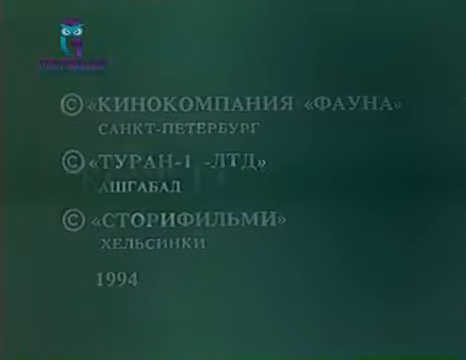 © «КИНОКОМПАНИЯ «ФАУНА»
САНКТ-ПЕТЕРБУРГ
© «ТУРАН-1 -ЛТД»
АШГАБАД
© «СТОРИФИЛЬМИ»
ХЕЛЬСИНКИ
1994